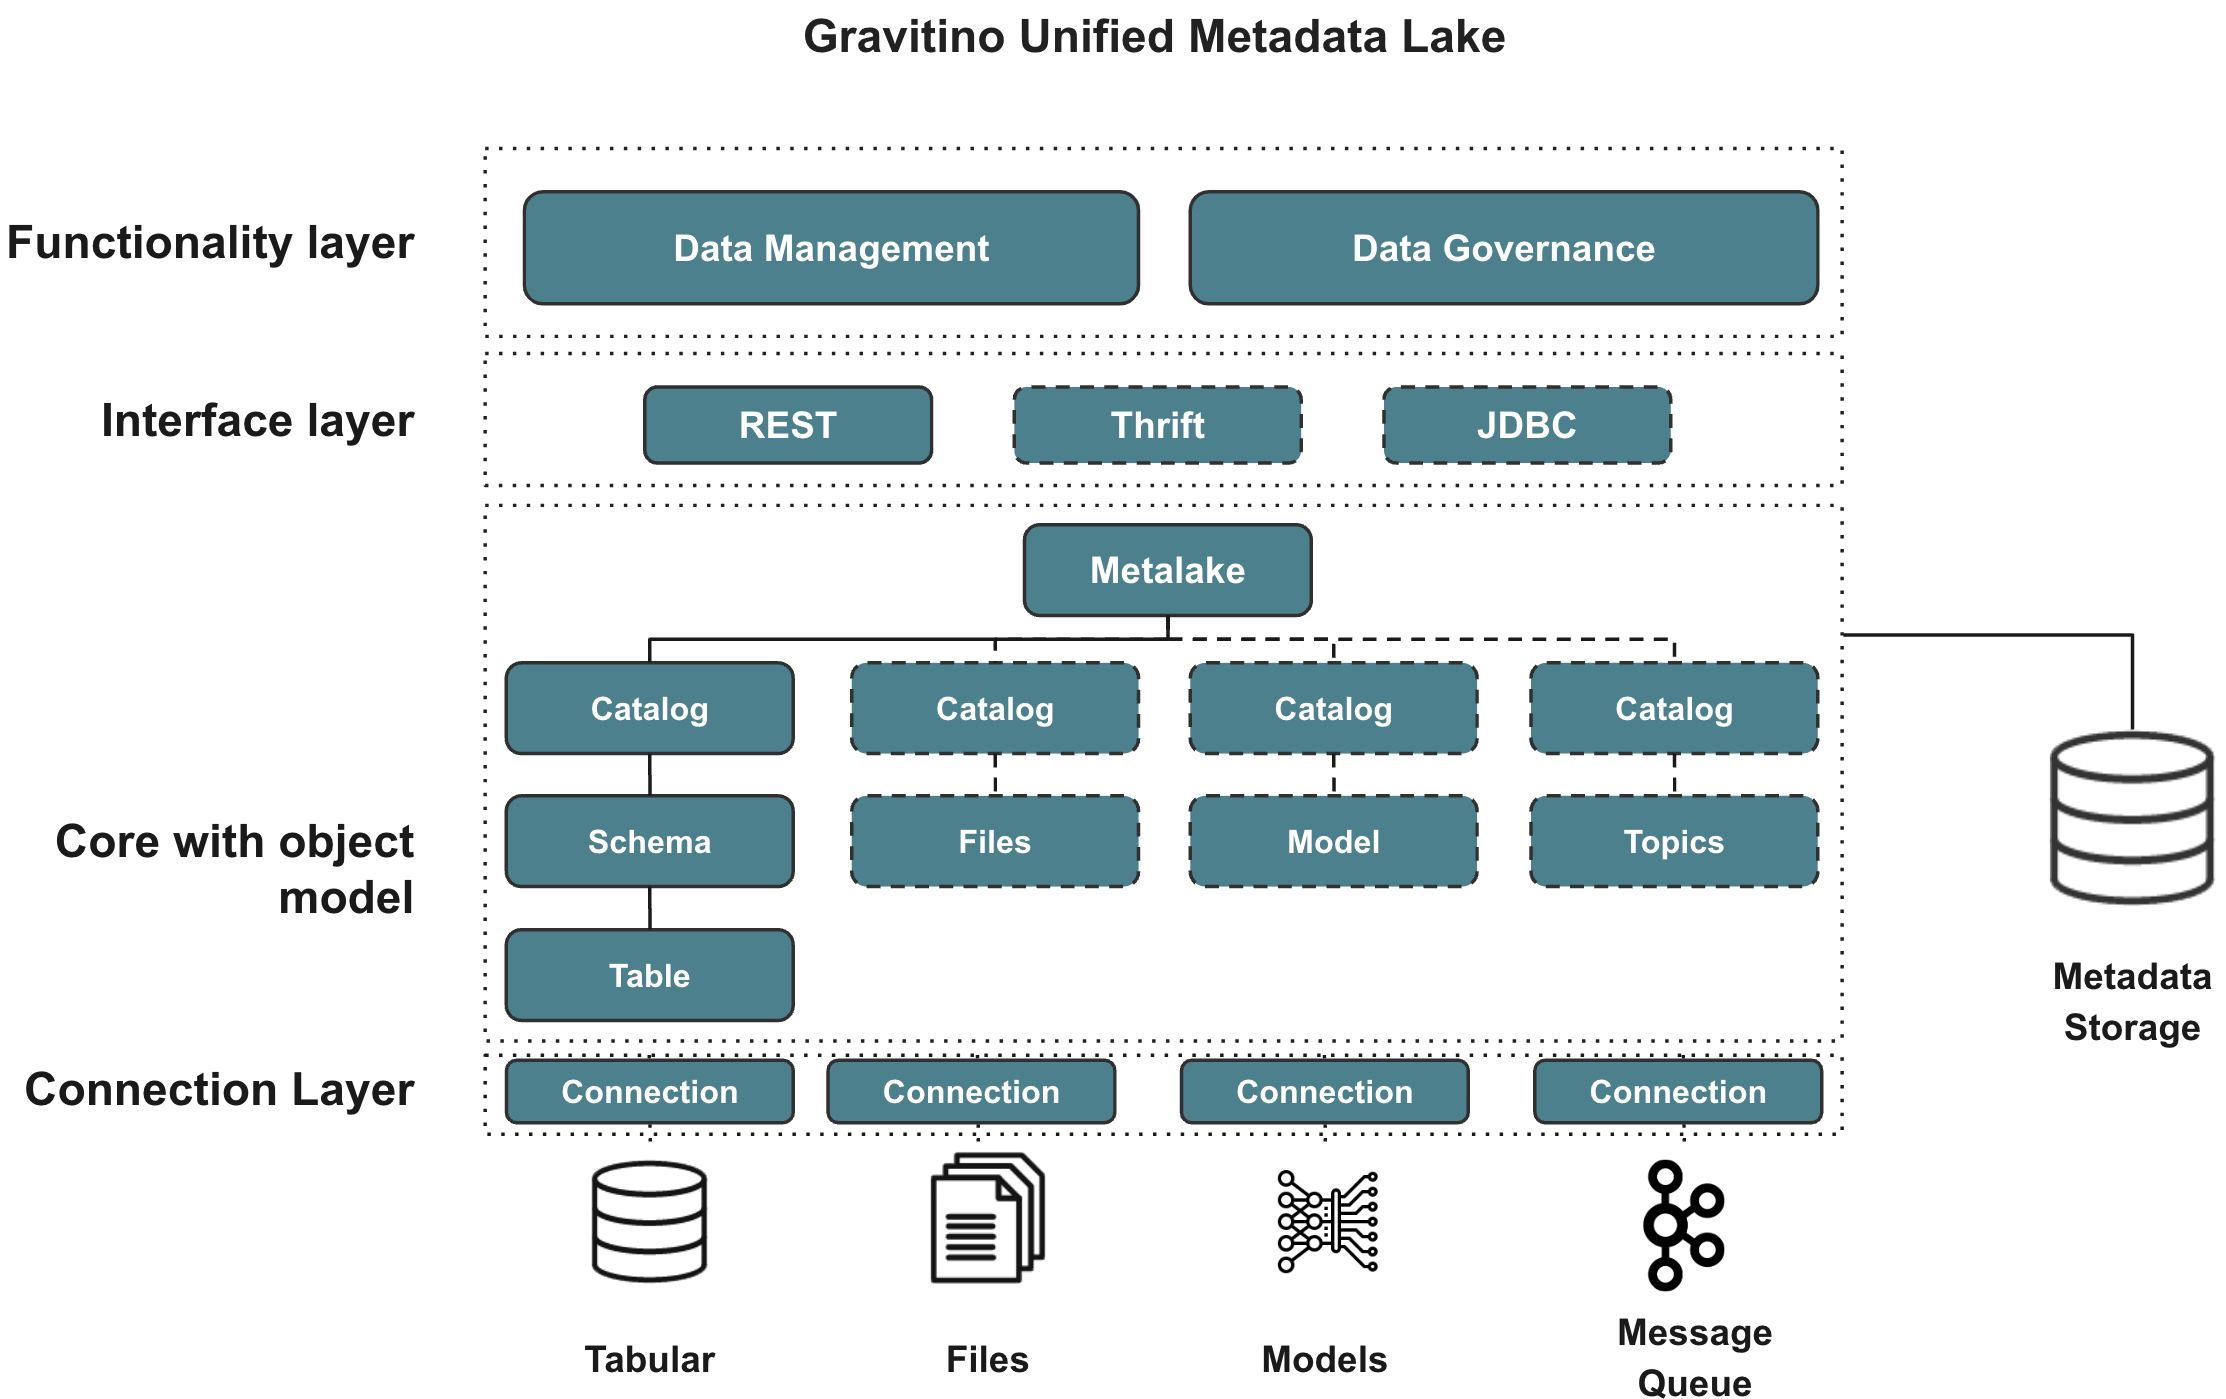 Gravitino Unified Metadata Lake
Functionality layer
Data Management
Data Governance
Interface layer
REST
Thrift
JDBC
Metalake
Catalog
Catalog
Catalog
Catalog
Core with object
model
Schema
Files
Model
Topics
Table
Metadata
Storage
Connection Layer
Connection
Connection
Connection
Connection
Tabular
Files
Models
Message
Queue